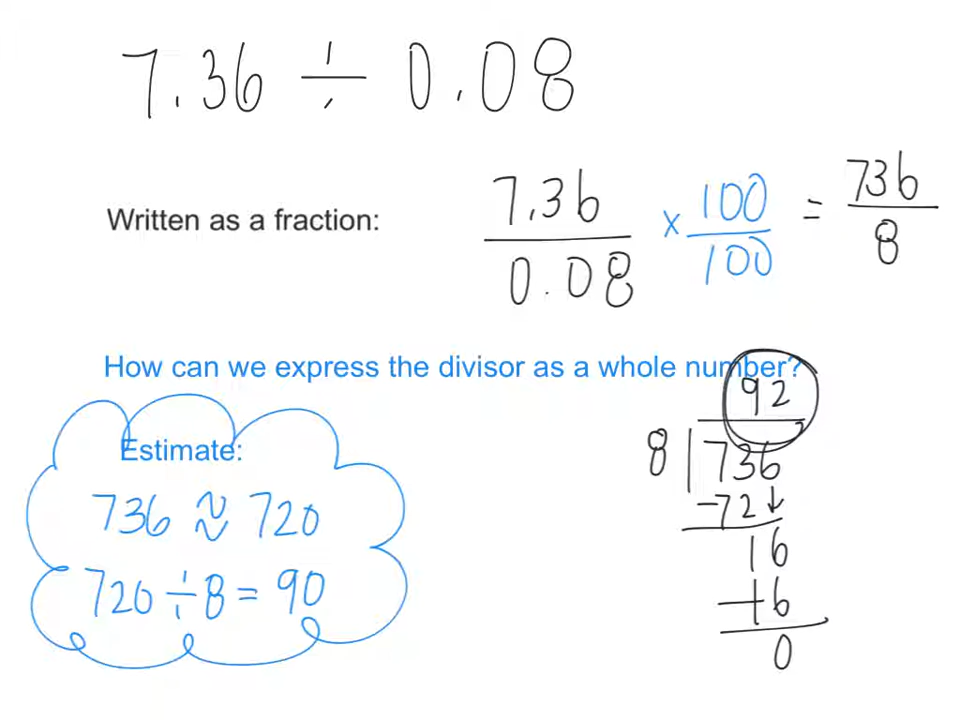 7.36 ÷ 0.08
Written as a fraction: 7.36/0.08 × 100/100 = 736/8
How can we express the divisor as a whole number?
Estimate:
736 ≈ 720
720 ÷ 8 = 90
92
8 | 736
-72↓
16
-16
0